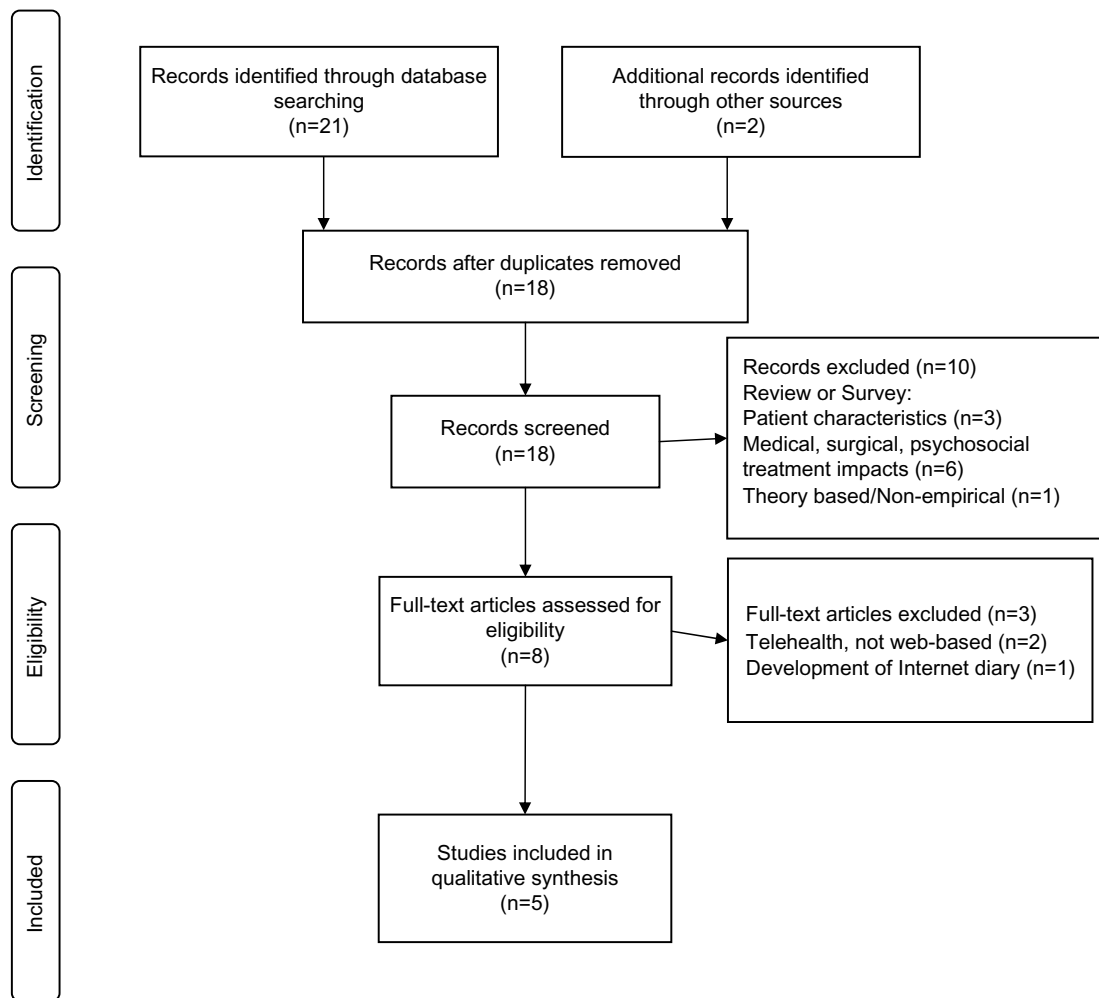 Identification
Records identified through database
searching
(n=21)
Additional records identified
through other sources
(n=2)
Records after duplicates removed
(n=18)
Screening
Records screened
(n=18)
Records excluded (n=10)
Review or Survey:
Patient characteristics (n=3)
Medical, surgical, psychosocial
treatment impacts (n=6)
Theory based/Non-empirical (n=1)
Eligibility
Full-text articles assessed for
eligibility
(n=8)
Full-text articles excluded (n=3)
Telehealth, not web-based (n=2)
Development of Internet diary (n=1)
Included
Studies included in
qualitative synthesis
(n=5)